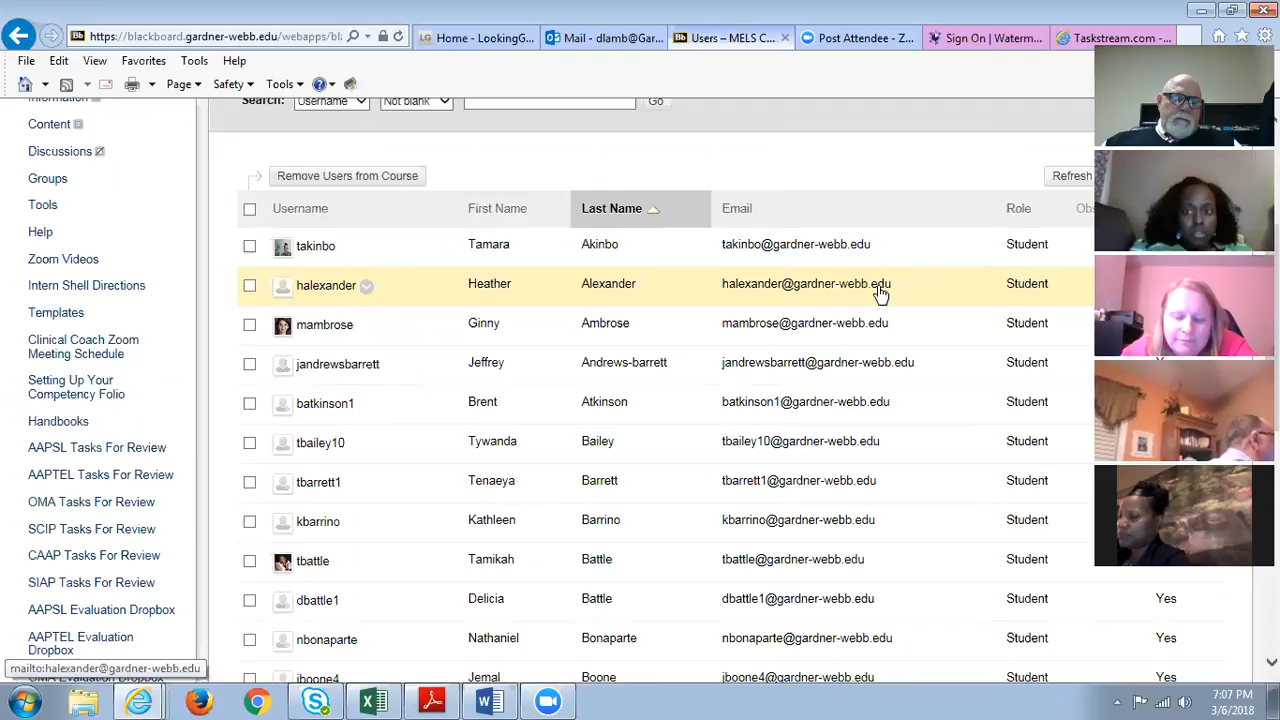 https://blackboard.gardner-webb.edu/webapps/bl
Home - LookingG...
Mail - dlamb@Gar...
Users – MELS C...
Post Attendee - Z...
Sign On | Waterm...
Taskstream.com -...
File Edit View Favorites Tools Help
Page Safety Tools
Information
Content
Discussions
Groups
Tools
Help
Zoom Videos
Intern Shell Directions
Templates
Clinical Coach Zoom
Meeting Schedule
Setting Up Your
Competency Folio
Handbooks
AAPSL Tasks For Review
AAPTEL Tasks For Review
OMA Tasks For Review
SCIP Tasks For Review
CAAP Tasks For Review
SIAP Tasks For Review
AAPSL Evaluation Dropbox
AAPTEL Evaluation
Dropbox
OMA Evaluation Dropbox
mailto:halexander@gardner-webb.edu
Search: Username Not blank Go
Remove Users from Course Refresh
Username First Name Last Name Email Role Obs
takinbo Tamara Akinbo takinbo@gardner-webb.edu Student
halexander Heather Alexander halexander@gardner-webb.edu Student
mambrose Ginny Ambrose mambrose@gardner-webb.edu Student
jandrewsbarrett Jeffrey Andrews-barrett jandrewsbarrett@gardner-webb.edu Student
batkinson1 Brent Atkinson batkinson1@gardner-webb.edu Student
tbailey10 Tywanda Bailey tbailey10@gardner-webb.edu Student
tbarrett1 Tenaeya Barrett tbarrett1@gardner-webb.edu Student
kbarrino Kathleen Barrino kbarrino@gardner-webb.edu Student
tbattle Tamikah Battle tbattle@gardner-webb.edu Student
dbattle1 Delicia Battle dbattle1@gardner-webb.edu Student Yes
nbonaparte Nathaniel Bonaparte nbonaparte@gardner-webb.edu Student Yes
jboone4 Jemal Boone jboone4@gardner-webb.edu Student Yes
7:07 PM
3/6/2018